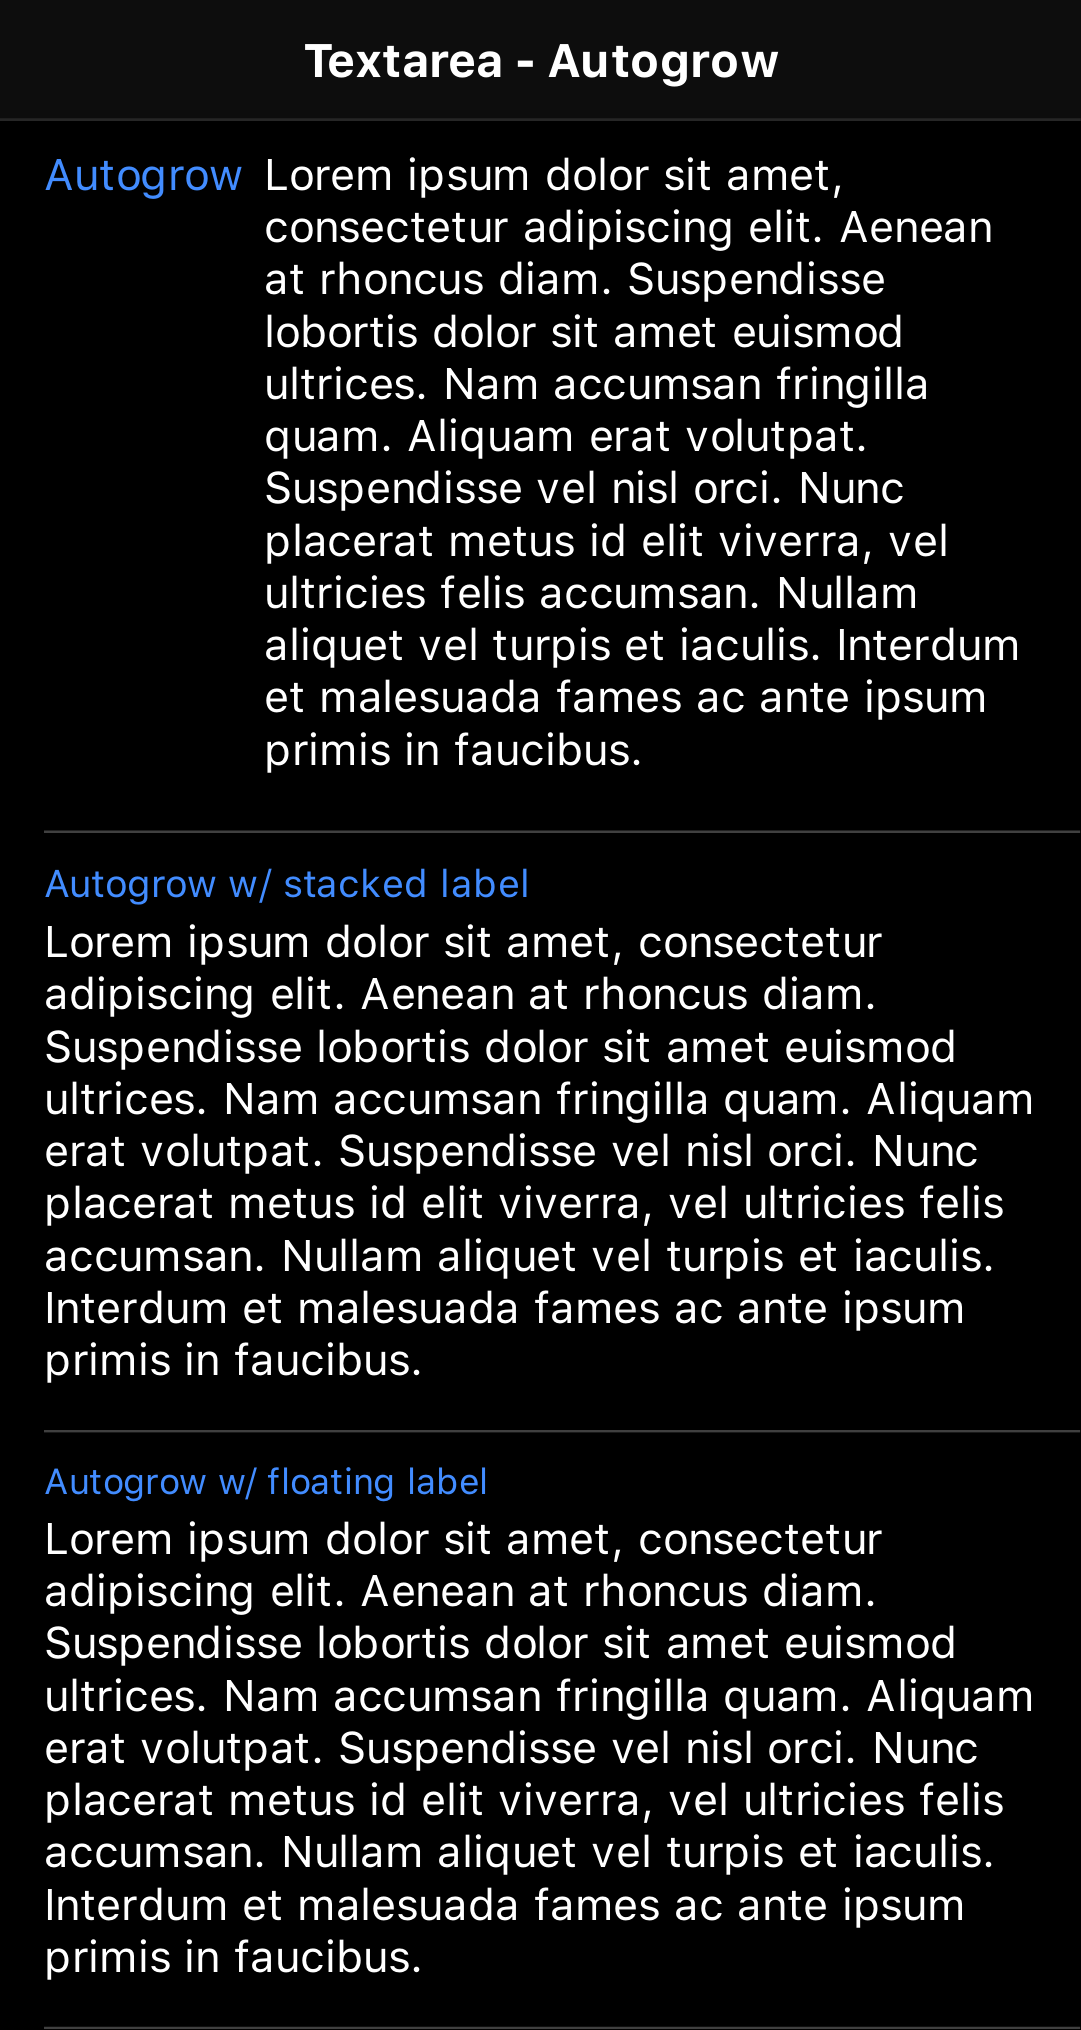 Textarea - Autogrow
Autogrow Lorem ipsum dolor sit amet,
consectetur adipiscing elit. Aenean
at rhoncus diam. Suspendisse
lobortis dolor sit amet euismod
ultrices. Nam accumsan fringilla
quam. Aliquam erat volutpat.
Suspendisse vel nisl orci. Nunc
placerat metus id elit viverra, vel
ultricies felis accumsan. Nullam
aliquet vel turpis et iaculis. Interdum
et malesuada fames ac ante ipsum
primis in faucibus.
Autogrow w/ stacked label
Lorem ipsum dolor sit amet, consectetur
adipiscing elit. Aenean at rhoncus diam.
Suspendisse lobortis dolor sit amet euismod
ultrices. Nam accumsan fringilla quam. Aliquam
erat volutpat. Suspendisse vel nisl orci. Nunc
placerat metus id elit viverra, vel ultricies felis
accumsan. Nullam aliquet vel turpis et iaculis.
Interdum et malesuada fames ac ante ipsum
primis in faucibus.
Autogrow w/ floating label
Lorem ipsum dolor sit amet, consectetur
adipiscing elit. Aenean at rhoncus diam.
Suspendisse lobortis dolor sit amet euismod
ultrices. Nam accumsan fringilla quam. Aliquam
erat volutpat. Suspendisse vel nisl orci. Nunc
placerat metus id elit viverra, vel ultricies felis
accumsan. Nullam aliquet vel turpis et iaculis.
Interdum et malesuada fames ac ante ipsum
primis in faucibus.